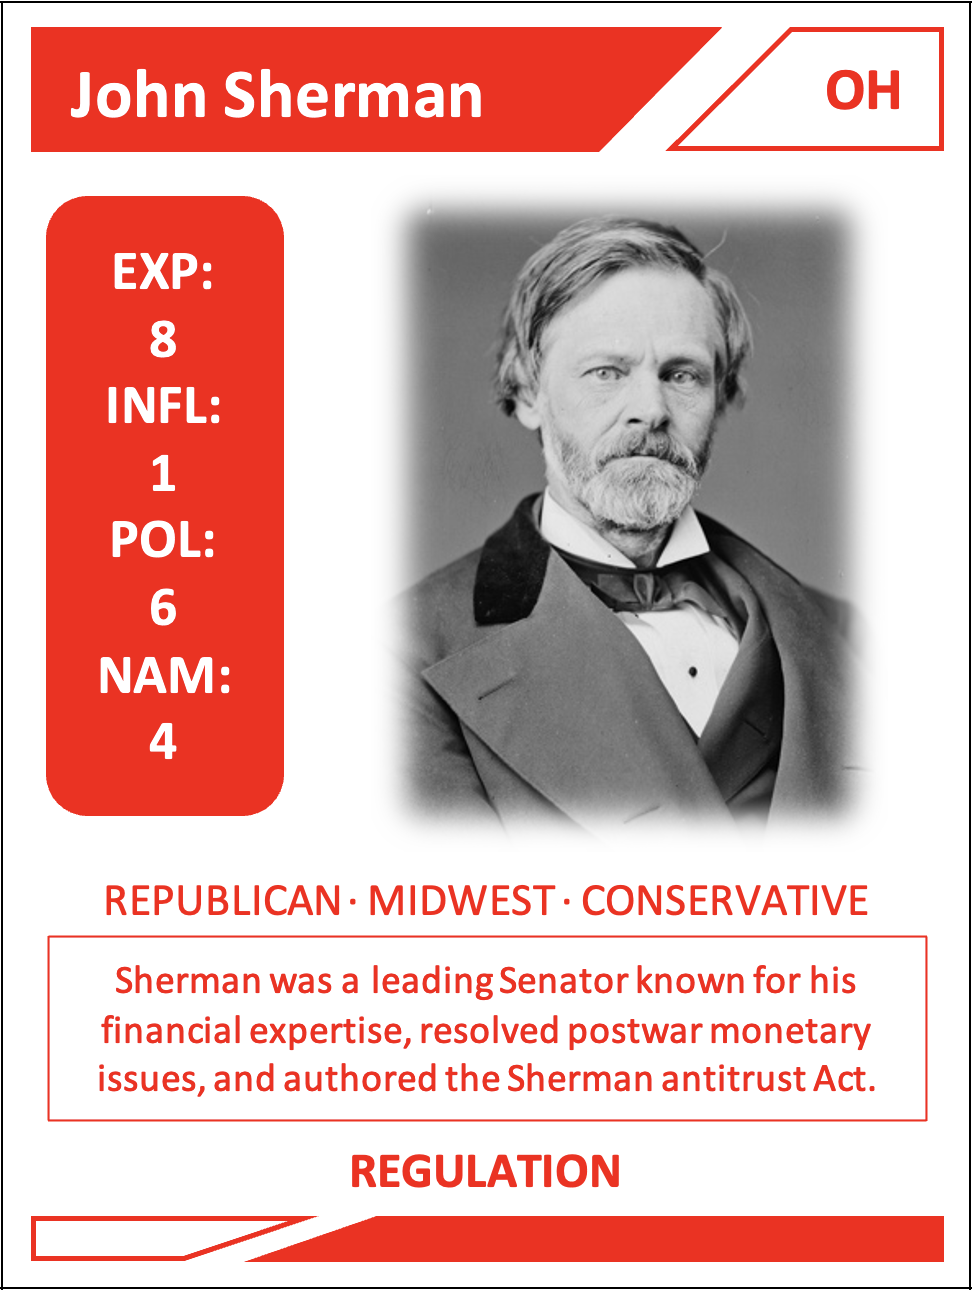 John Sherman
OH
EXP:
8
INFL:
1
POL:
6
NAM:
4
REPUBLICAN · MIDWEST · CONSERVATIVE
Sherman was a leading Senator known for his
financial expertise, resolved postwar monetary
issues, and authored the Sherman antitrust Act.
REGULATION